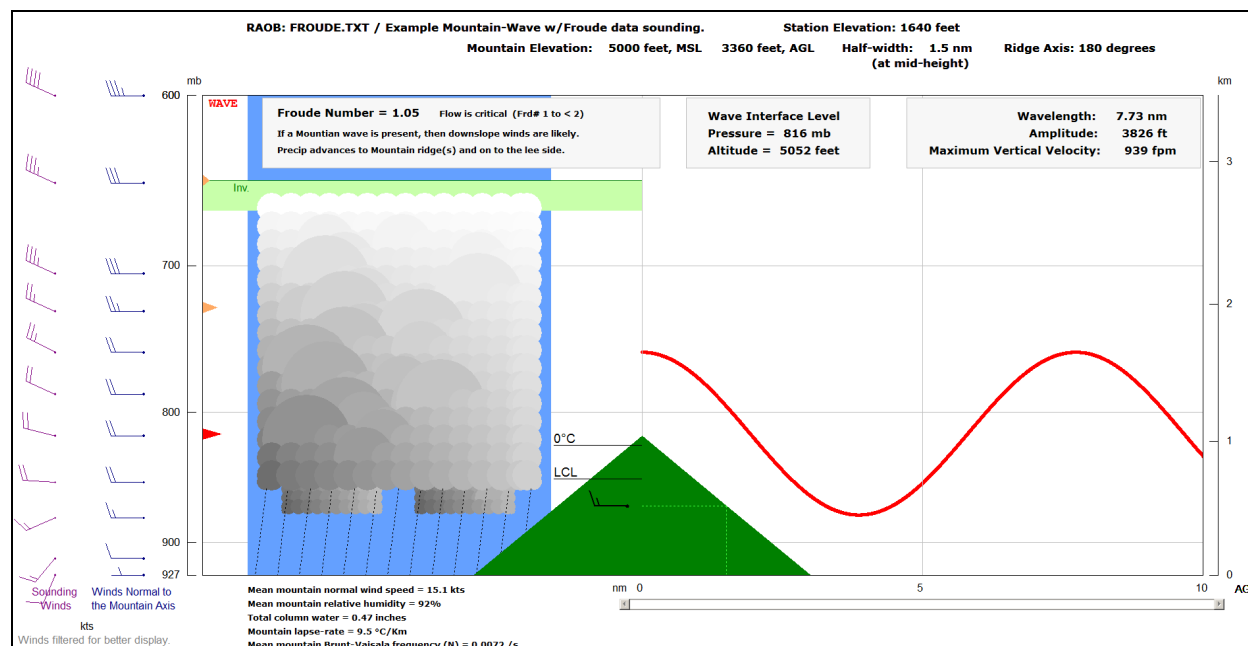 RAOB: FROUDE.TXT / Example Mountain-Wave w/Froude data sounding. Station Elevation: 1640 feet
Mountain Elevation: 5000 feet, MSL 3360 feet, AGL Half-width: 1.5 nm Ridge Axis: 180 degrees
(at mid-height)
mb
km
600
WAVE
Froude Number = 1.05 Flow is critical (Frd# 1 to < 2)
If a Mountian wave is present, then downslope winds are likely.
Precip advances to Mountain ridge(s) and on to the lee side.
Wave Interface Level
Pressure = 816 mb
Altitude = 5052 feet
Wavelength: 7.73 nm
Amplitude: 3826 ft
Maximum Vertical Velocity: 939 fpm
3
Inv.
700
2
800
0°C
1
LCL
900
927
0
nm 0 5 10 AGL
Sounding Winds
Winds Normal to the Mountain Axis
kts
Winds filtered for better display.
Mean mountain normal wind speed = 15.1 kts
Mean mountain relative humidity = 92%
Total column water = 0.47 inches
Mountain lapse-rate = 9.5 °C/Km
Mean mountain Brunt-Vaisala frequency (N) = 0.0072 /s